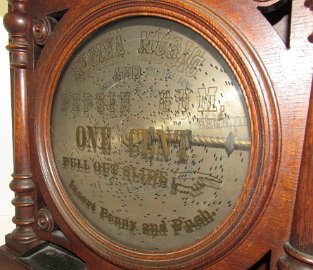 REGINA MUSIC
AND
PEPSIN GUM.
ONE CENT.
PULL OUT SLIDE
Insert Penny and Push.